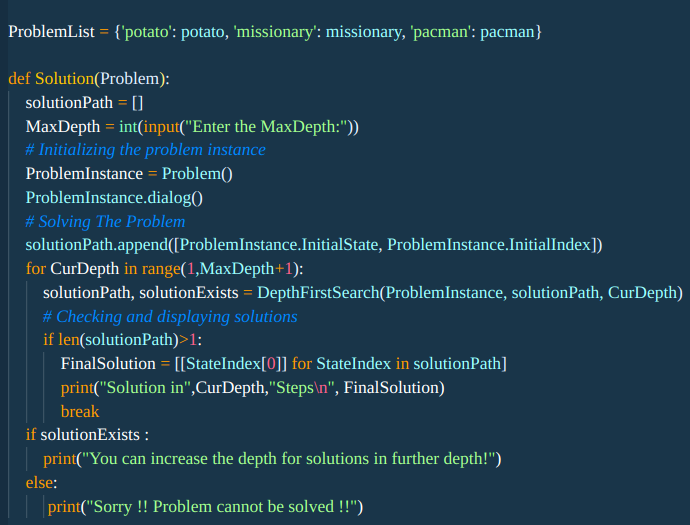 ProblemList = {'potato': potato, 'missionary': missionary, 'pacman': pacman}
def Solution(Problem):
solutionPath = []
MaxDepth = int(input("Enter the MaxDepth:"))
# Initializing the problem instance
ProblemInstance = Problem()
ProblemInstance.dialog()
# Solving The Problem
solutionPath.append([ProblemInstance.InitialState, ProblemInstance.InitialIndex])
for CurDepth in range(1,MaxDepth+1):
solutionPath, solutionExists = DepthFirstSearch(ProblemInstance, solutionPath, CurDepth)
# Checking and displaying solutions
if len(solutionPath)>1:
FinalSolution = [[StateIndex[0]] for StateIndex in solutionPath]
print("Solution in",CurDepth,"Steps\n", FinalSolution)
break
if solutionExists :
print("You can increase the depth for solutions in further depth!")
else:
print("Sorry !! Problem cannot be solved !!")